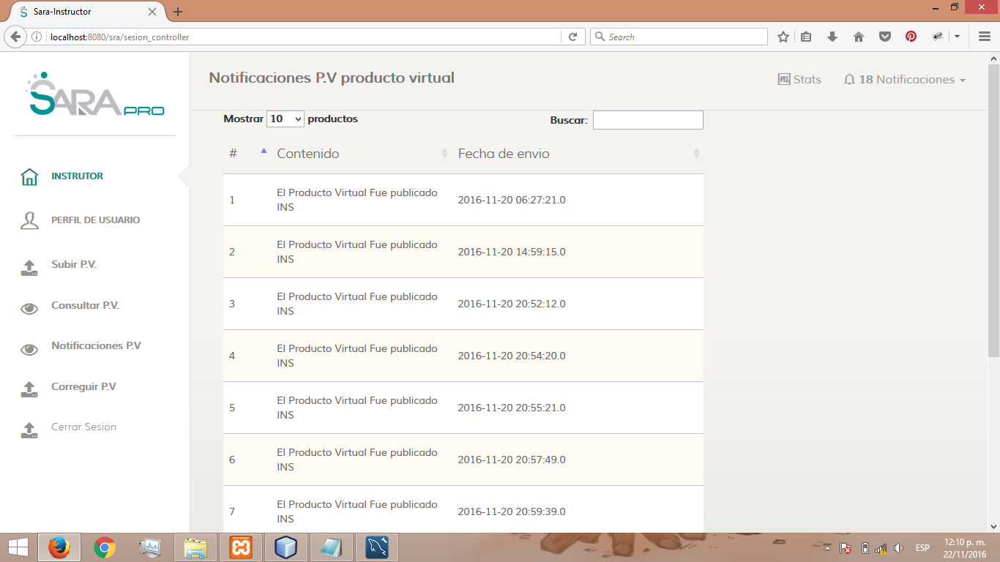 Sara-Instructor
localhost:8080/sra/sesion_controller
Search
SARA PRO
Notificaciones P.V producto virtual
Stats
18 Notificaciones
INSTRUTOR
PERFIL DE USUARIO
Subir P.V.
Consultar P.V.
Notificaciones P.V
Correguir P.V
Cerrar Sesion
Mostrar 10 productos
Buscar:
# Contenido Fecha de envio
1 El Producto Virtual Fue publicado 2016-11-20 06:27:21.0
INS
2 El Producto Virtual Fue publicado 2016-11-20 14:59:15.0
INS
3 El Producto Virtual Fue publicado 2016-11-20 20:52:12.0
INS
4 El Producto Virtual Fue publicado 2016-11-20 20:54:20.0
INS
5 El Producto Virtual Fue publicado 2016-11-20 20:55:21.0
INS
6 El Producto Virtual Fue publicado 2016-11-20 20:57:49.0
INS
7 El Producto Virtual Fue publicado 2016-11-20 20:59:39.0
INS
ESP
12:10 p. m.
22/11/2016